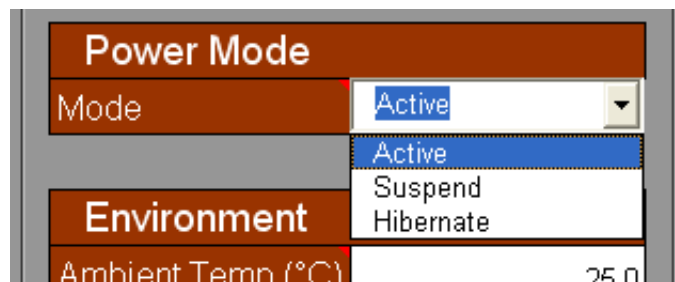 Power Mode
Mode Active
Active
Suspend
Hibernate
Environment
Ambient Temp (°C) 25.0